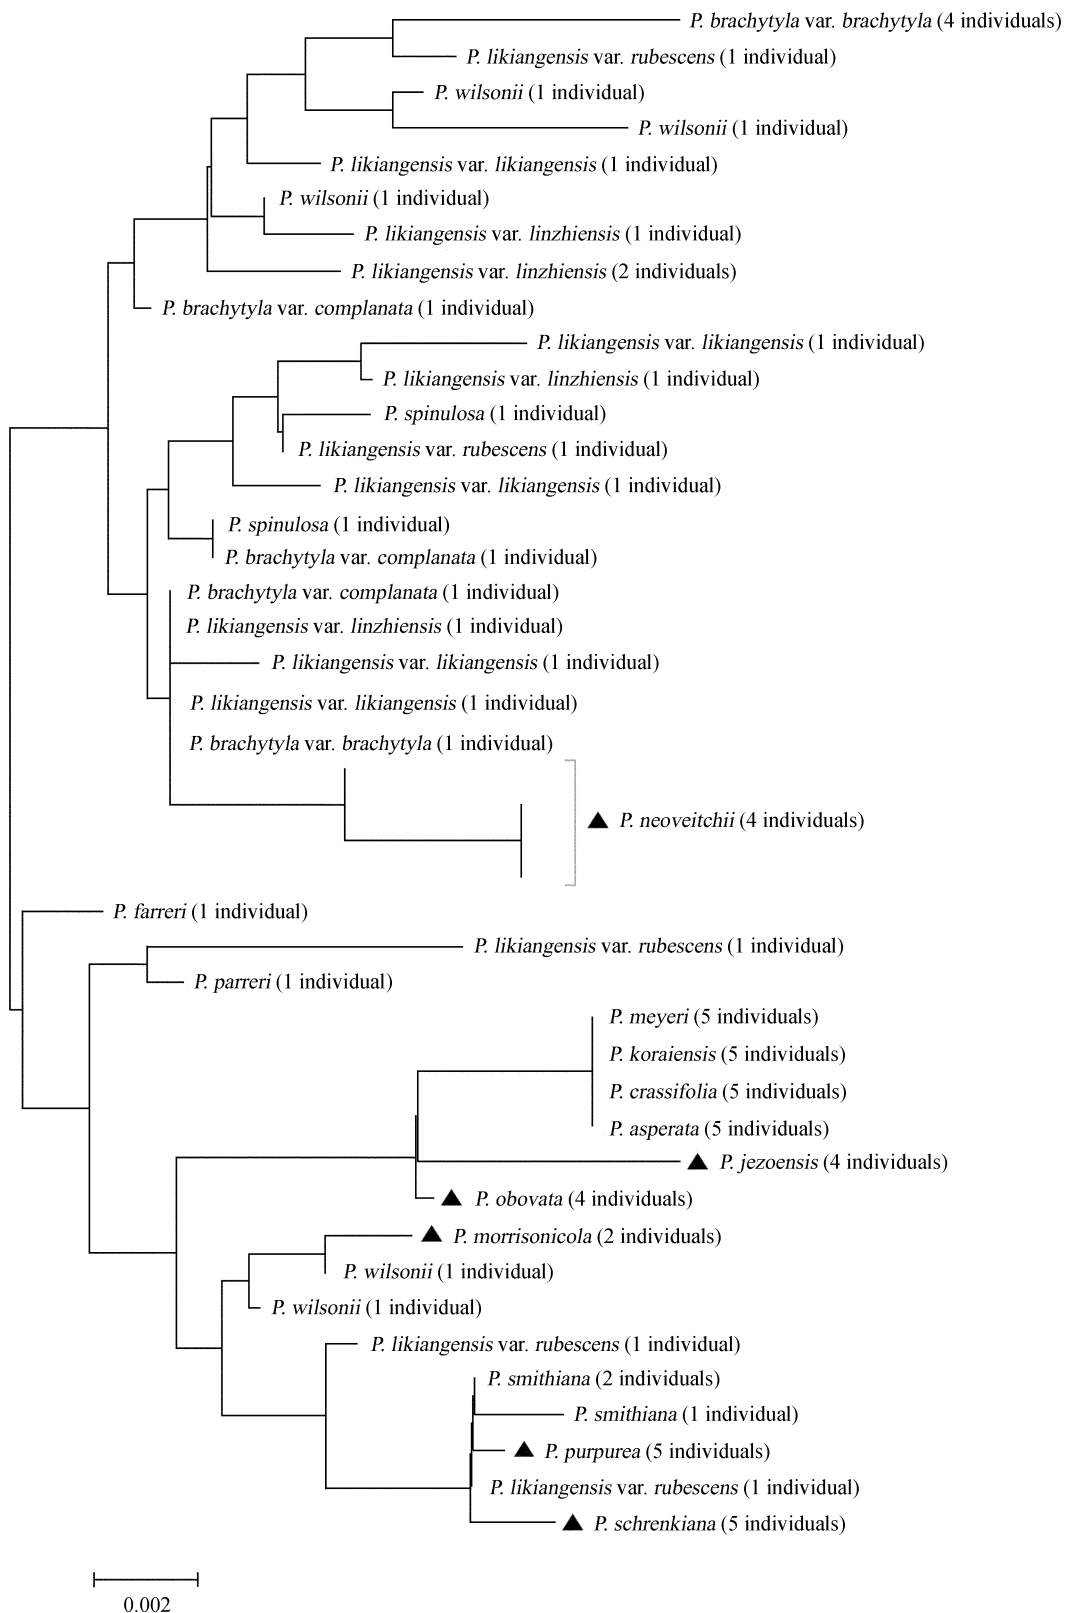 P. brachytyla var. brachytyla (4 individuals)
P. likiangensis var. rubescens (1 individual)
P. wilsonii (1 individual)
P. wilsonii (1 individual)
P. likiangensis var. likiangensis (1 individual)
P. wilsonii (1 individual)
P. likiangensis var. linzhiensis (1 individual)
P. likiangensis var. linzhiensis (2 individuals)
P. brachytyla var. complanata (1 individual)
P. likiangensis var. likiangensis (1 individual)
P. likiangensis var. linzhiensis (1 individual)
P. spinulosa (1 individual)
P. likiangensis var. rubescens (1 individual)
P. likiangensis var. likiangensis (1 individual)
P. spinulosa (1 individual)
P. brachytyla var. complanata (1 individual)
P. brachytyla var. complanata (1 individual)
P. likiangensis var. linzhiensis (1 individual)
P. likiangensis var. likiangensis (1 individual)
P. likiangensis var. likiangensis (1 individual)
P. brachytyla var. brachytyla (1 individual)
P. neoveitchii (4 individuals)
P. farreri (1 individual)
P. likiangensis var. rubescens (1 individual)
P. parreri (1 individual)
P. meyeri (5 individuals)
P. koraiensis (5 individuals)
P. crassifolia (5 individuals)
P. asperata (5 individuals)
P. jezoensis (4 individuals)
P. obovata (4 individuals)
P. morrisonicola (2 individuals)
P. wilsonii (1 individual)
P. wilsonii (1 individual)
P. likiangensis var. rubescens (1 individual)
P. smithiana (2 individuals)
P. smithiana (1 individual)
P. purpurea (5 individuals)
P. likiangensis var. rubescens (1 individual)
P. schrenkiana (5 individuals)
0.002